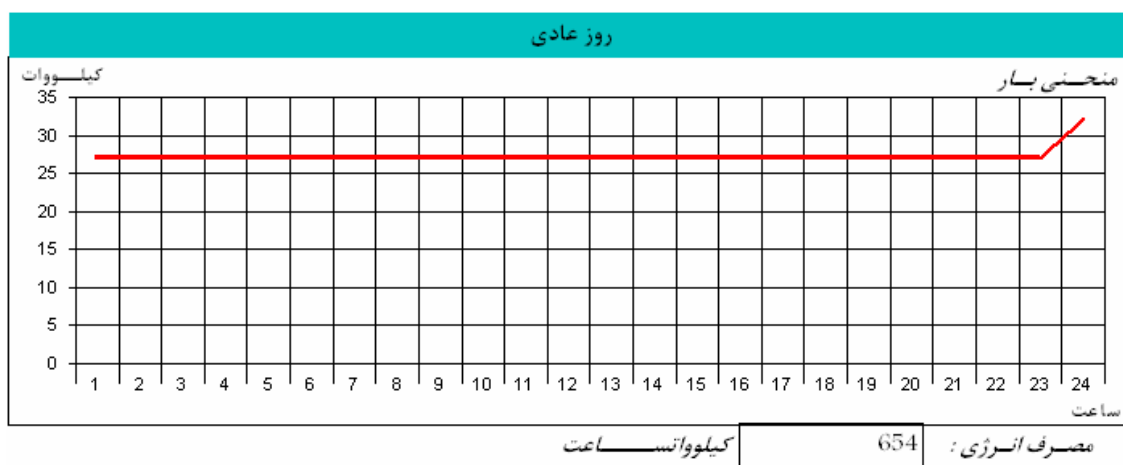 روز عادی
منحـــنی بـــار
کیلـــووات
35
30
25
20
15
10
5
0
1 2 3 4 5 6 7 8 9 10 11 12 13 14 15 16 17 18 19 20 21 22 23 24
ساعت
مصــرف انــرژی : 654 کیلوواتســـــاعت